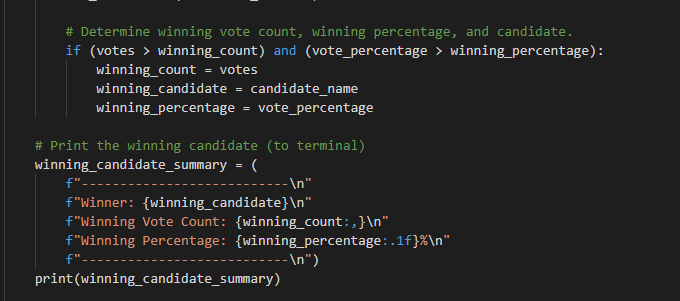 # Determine winning vote count, winning percentage, and candidate.
if (votes > winning_count) and (vote_percentage > winning_percentage):
winning_count = votes
winning_candidate = candidate_name
winning_percentage = vote_percentage
# Print the winning candidate (to terminal)
winning_candidate_summary = (
f"---------------------------\n"
f"Winner: {winning_candidate}\n"
f"Winning Vote Count: {winning_count:,}\n"
f"Winning Percentage: {winning_percentage:.1f}%\n"
f"---------------------------\n")
print(winning_candidate_summary)